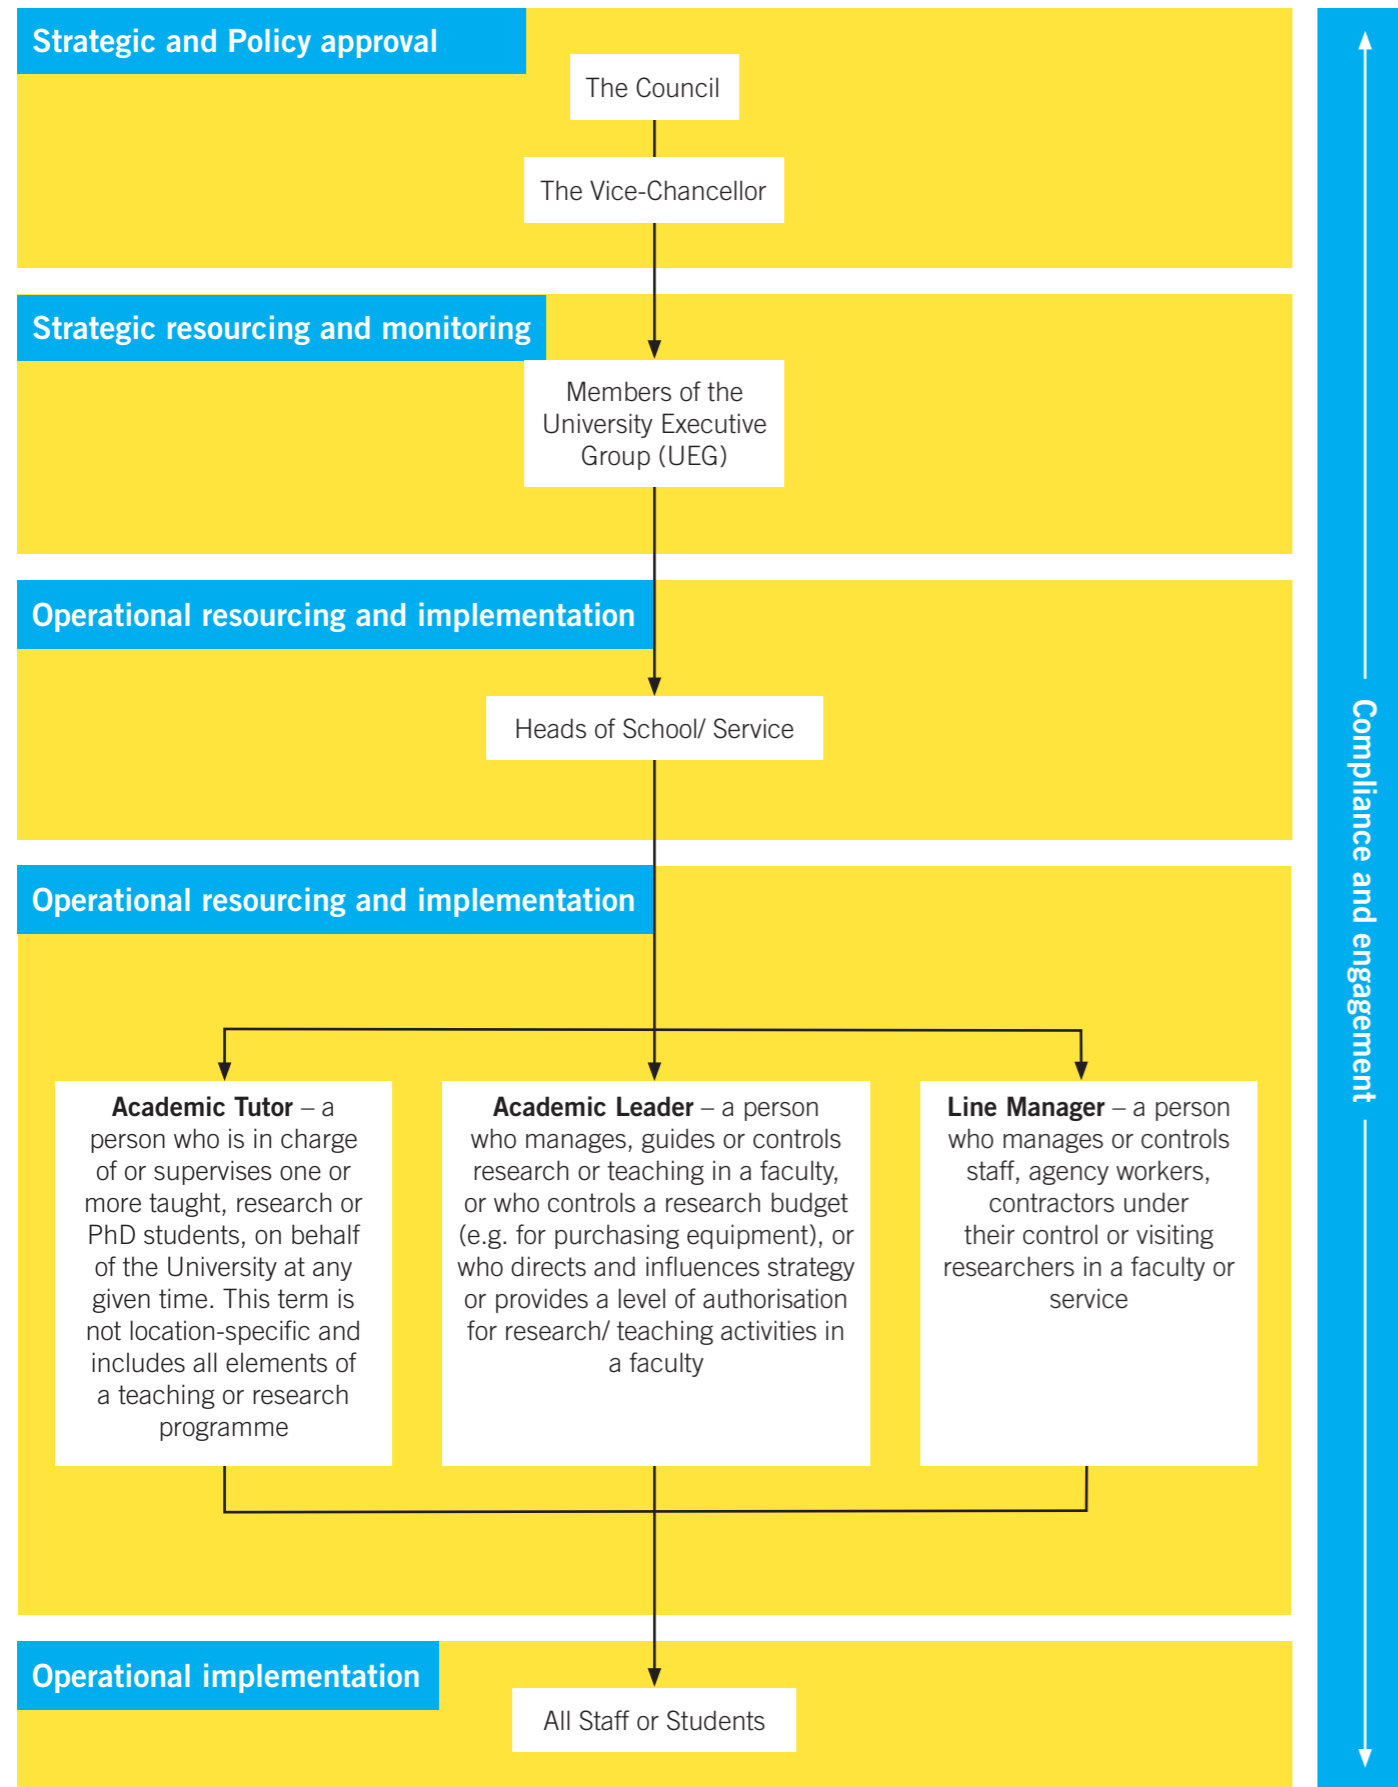 Strategic and Policy approval
The Council
The Vice-Chancellor
Strategic resourcing and monitoring
Members of the
University Executive
Group (UEG)
Operational resourcing and implementation
Heads of School/ Service
Operational resourcing and implementation
Academic Tutor – a
person who is in charge
of or supervises one or
more taught, research or
PhD students, on behalf
of the University at any
given time. This term is
not location-specific and
includes all elements of
a teaching or research
programme
Academic Leader – a person
who manages, guides or controls
research or teaching in a faculty,
or who controls a research budget
(e.g. for purchasing equipment), or
who directs and influences strategy
or provides a level of authorisation
for research/ teaching activities in
a faculty
Line Manager – a person
who manages or controls
staff, agency workers,
contractors under
their control or visiting
researchers in a faculty or
service
Operational implementation
All Staff or Students
Compliance and engagement